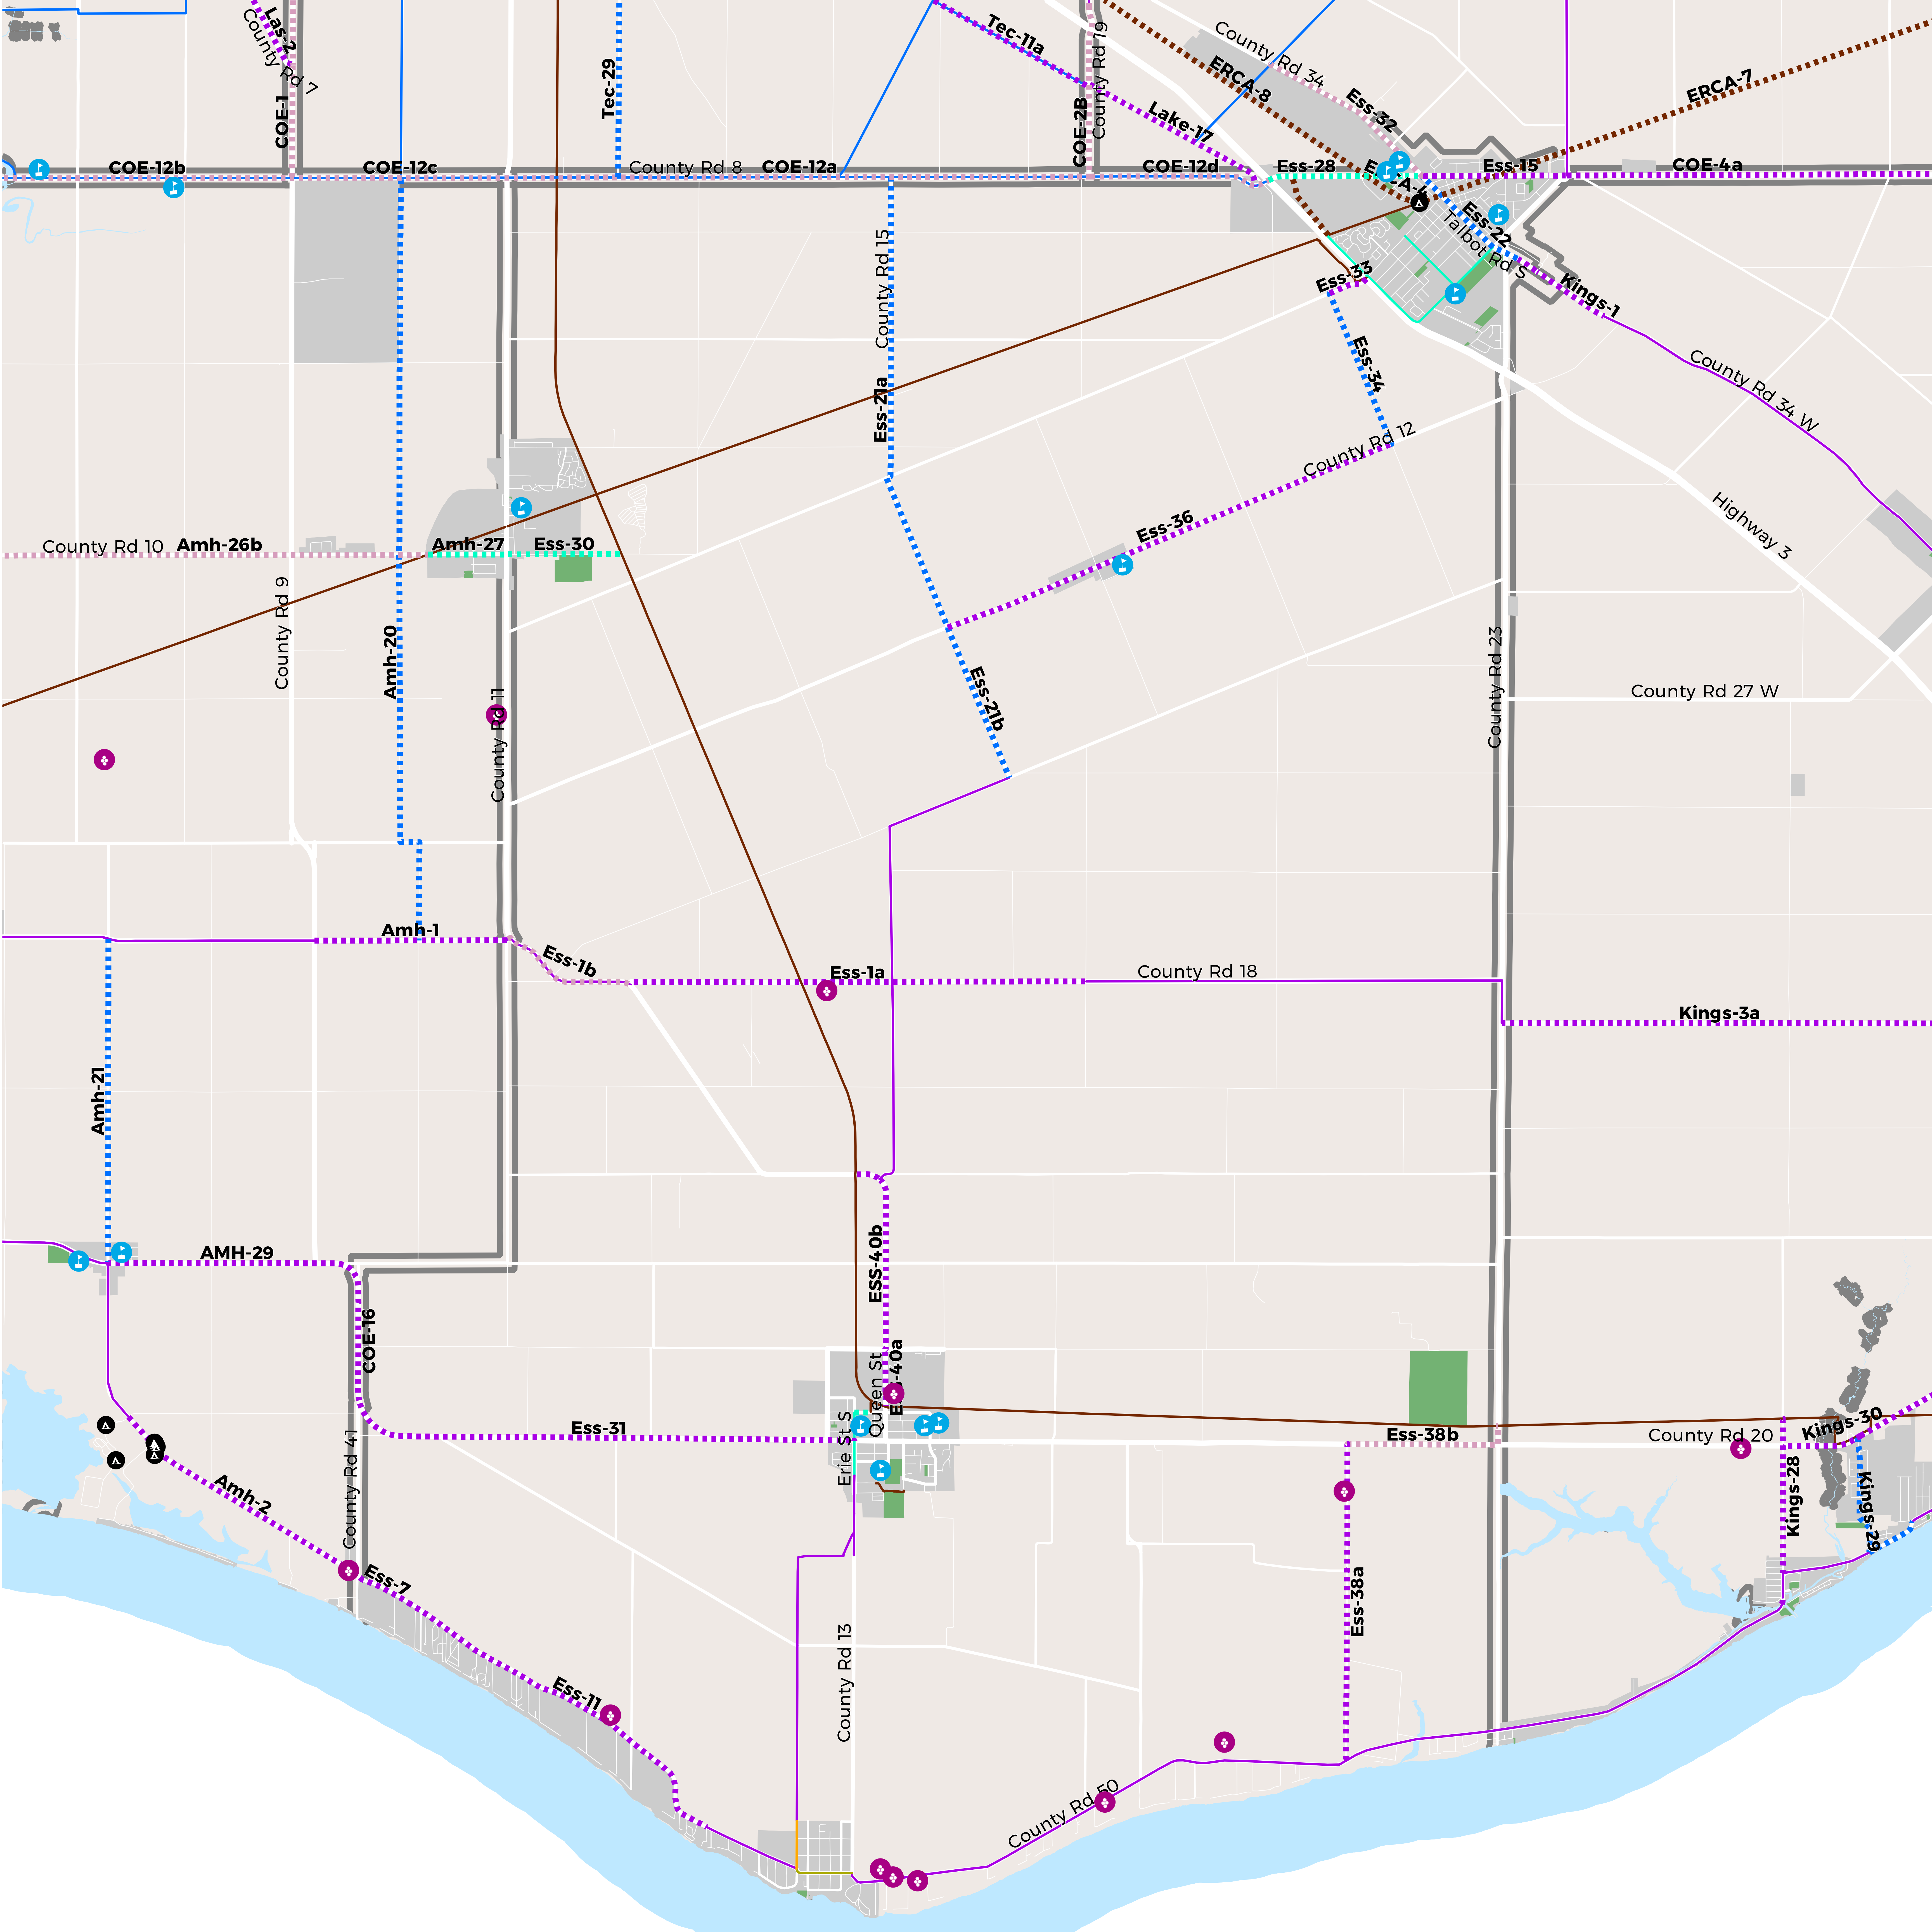 Las-2
County Rd 7
COE-1
Tec-29
Tec-11a
County Rd 19
COE-2B
Lake-17
County Rd 34
ERCA-8
Ess-32
ERCA-7
COE-12b
COE-12c
County Rd 8
COE-12a
COE-12d
Ess-28
Ess-15
COE-4a
Ess-22
Talbot Rd S
Kings-1
Ess-33
County Rd 15
Ess-34
County Rd 34 W
Ess-21a
County Rd 12
Highway 3
Ess-36
County Rd 10
Amh-26b
Amh-27
Ess-30
County Rd 9
Amh-20
County Rd 11
Ess-21b
County Rd 23
County Rd 27 W
Amh-1
Ess-1b
Ess-1a
County Rd 18
Kings-3a
Amh-21
AMH-29
ESS-40b
COE-16
Queen St
Erie St S
Ess-31
Ess-38b
County Rd 20
Kings-30
County Rd 41
Amh-2
Kings-28
Kings-29
Ess-7
Ess-38a
Ess-11
County Rd 13
County Rd 50